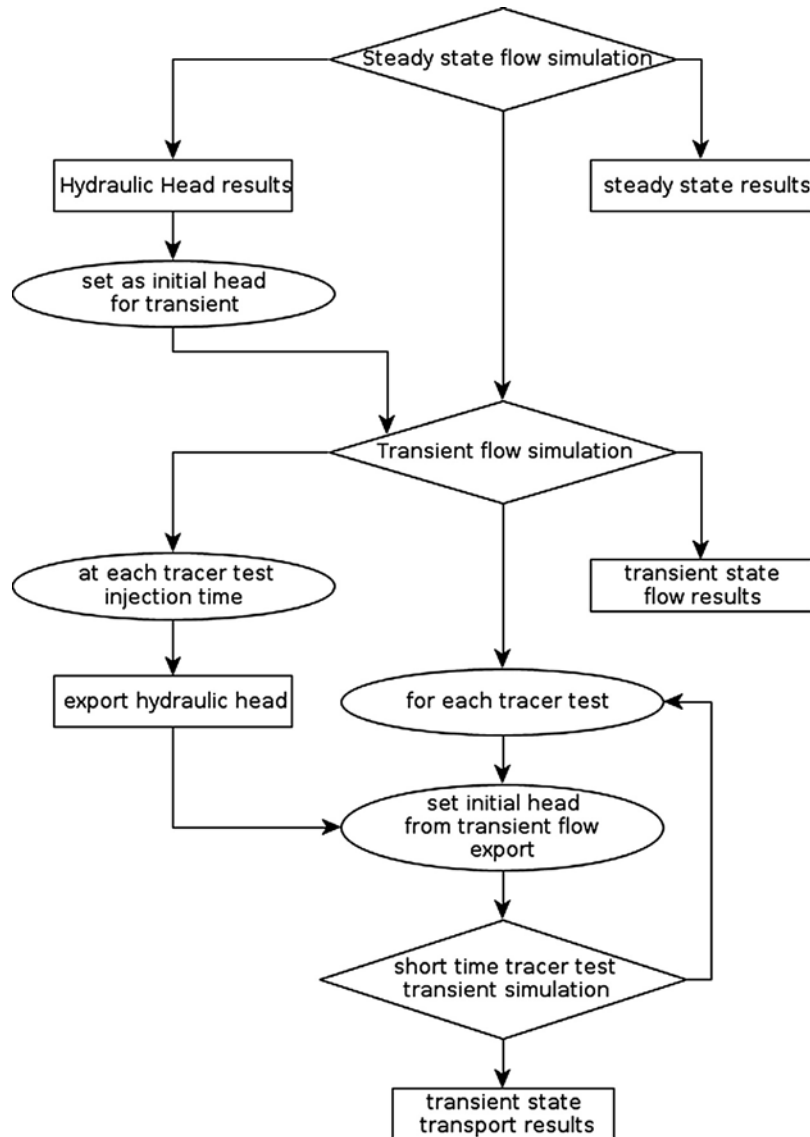 Steady state flow simulation
Hydraulic Head results
steady state results
set as initial head
for transient
Transient flow simulation
at each tracer test
injection time
transient state
flow results
export hydraulic head
for each tracer test
set initial head
from transient flow
export
short time tracer test
transient simulation
transient state
transport results